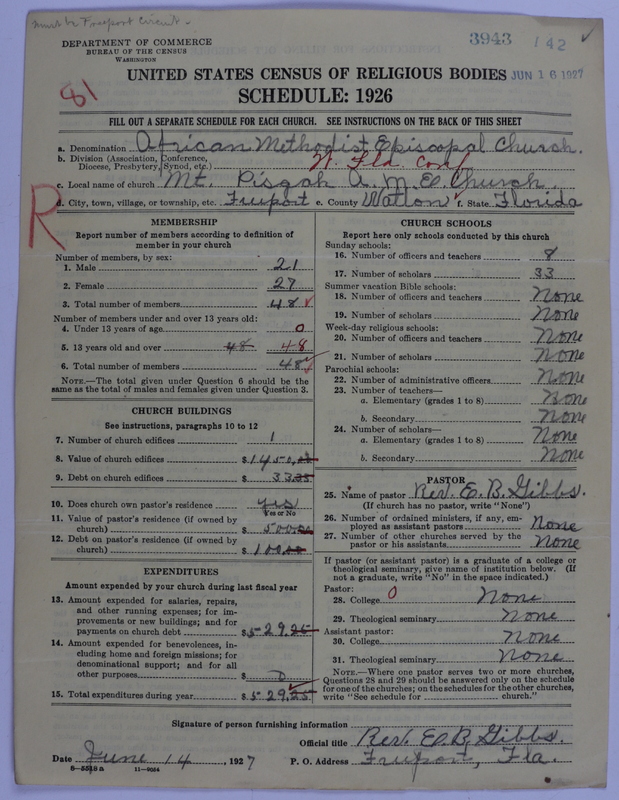 must be Freeport Circuit -
3943 142
DEPARTMENT OF COMMERCE
BUREAU OF THE CENSUS
WASHINGTON
UNITED STATES CENSUS OF RELIGIOUS BODIES JUN 16 1927
81
SCHEDULE: 1926
FILL OUT A SEPARATE SCHEDULE FOR EACH CHURCH. SEE INSTRUCTIONS ON THE BACK OF THIS SHEET
a. Denomination African Methodist Episcopal Church.
b. Division (Association, Conference, Diocese, Presbytery, Synod, etc.) W. Fla. Conf
c. Local name of church Mt. Pisgah A. M. E. Church.
R
d. City, town, village, or township, etc. Freeport e. County Walton f. State Florida
MEMBERSHIP
Report number of members according to definition of
member in your church
Number of members, by sex:
1. Male 21
2. Female 27
3. Total number of members 48
Number of members under and over 13 years old:
4. Under 13 years of age 0
5. 13 years old and over 48 48
6. Total number of members 48
NOTE.—The total given under Question 6 should be the
same as the total of males and females given under Question 3.
CHURCH BUILDINGS
See instructions, paragraphs 10 to 12
7. Number of church edifices 1
8. Value of church edifices $1450.00
9. Debt on church edifices $ 33.35
10. Does church own pastor's residence yes
Yes or No
11. Value of pastor's residence (if owned by
church) $ 500.00
12. Debt on pastor's residence (if owned by
church) $ 100.00
EXPENDITURES
Amount expended by your church during last fiscal year
13. Amount expended for salaries, repairs,
and other running expenses; for im-
provements or new buildings; and for
payments on church debt $529.25
14. Amount expended for benevolences, in-
cluding home and foreign missions; for
denominational support; and for all
other purposes $ 0
15. Total expenditures during year $529.25
CHURCH SCHOOLS
Report here only schools conducted by this church
Sunday schools:
16. Number of officers and teachers 8
17. Number of scholars 33
Summer vacation Bible schools:
18. Number of officers and teachers None
19. Number of scholars None
Week-day religious schools:
20. Number of officers and teachers None
21. Number of scholars None
Parochial schools:
22. Number of administrative officers None
23. Number of teachers—
a. Elementary (grades 1 to 8) None
b. Secondary None
24. Number of scholars—
a. Elementary (grades 1 to 8) None
b. Secondary None
PASTOR
25. Name of pastor Rev. E. B. Gibbs.
(If church has no pastor, write "None")
26. Number of ordained ministers, if any, em-
ployed as assistant pastors None
27. Number of other churches served by the
pastor or his assistants None
If pastor (or assistant pastor) is a graduate of a college or
theological seminary, give name of institution below. (If
not a graduate, write "No" in the space indicated.)
Pastor:
28. College 0 None
29. Theological seminary None
Assistant pastor:
30. College None
31. Theological seminary None
NOTE.—Where one pastor serves two or more churches,
Questions 28 and 29 should be answered only on the schedule
for one of the churches; on the schedules for the other churches,
write "See schedule for church."
Signature of person furnishing information
Official title Rev. E. B. Gibbs.
Date June 14, 1927 P. O. Address Freeport, Fla.
8—5518 a 11—9054